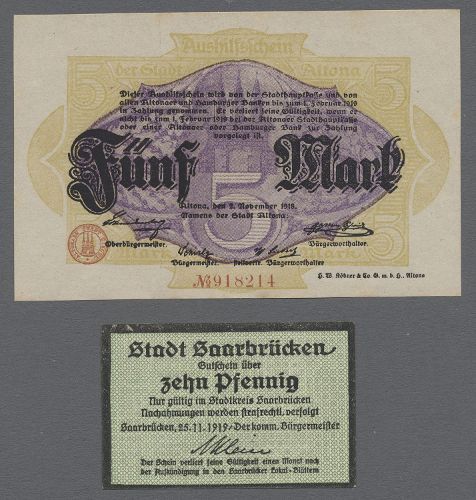 Aushilfsschein
der Stadt Altona
Dieser Aushilfsschein wird von der Stadthauptkasse und von
allen Altonaer und Hamburger Banken bis zum 1. Februar 1919
in Zahlung genommen. Er verliert seine Gültigkeit, wenn er
nicht bis zum 1. Februar 1919 bei der Altonaer Stadthauptkasse
oder einer Altonaer oder Hamburger Bank zur Zahlung
vorgelegt ist.
5 5
Fünf Mark
5
Altona, den 2. November 1918.
Namens der Stadt Altona:
Oberbürgermeister. Bürgerworthalter.
Bürgermeister. stellvertr. Bürgerworthalter.
№918214
H. W. Köbner & Co. G. m. b. H., Altona
Stadt Saarbrücken
Gutschein über
zehn Pfennig
Nur gültig im Stadtkreis Saarbrücken
Nachahmungen werden strafrechtl. verfolgt
Saarbrücken, 25.11.1919·Der komm. Bürgermeister
Klein
Der Schein verliert seine Gültigkeit einen Monat nach
der Aufkündigung in den Saarbrücker Lokal-Blättern